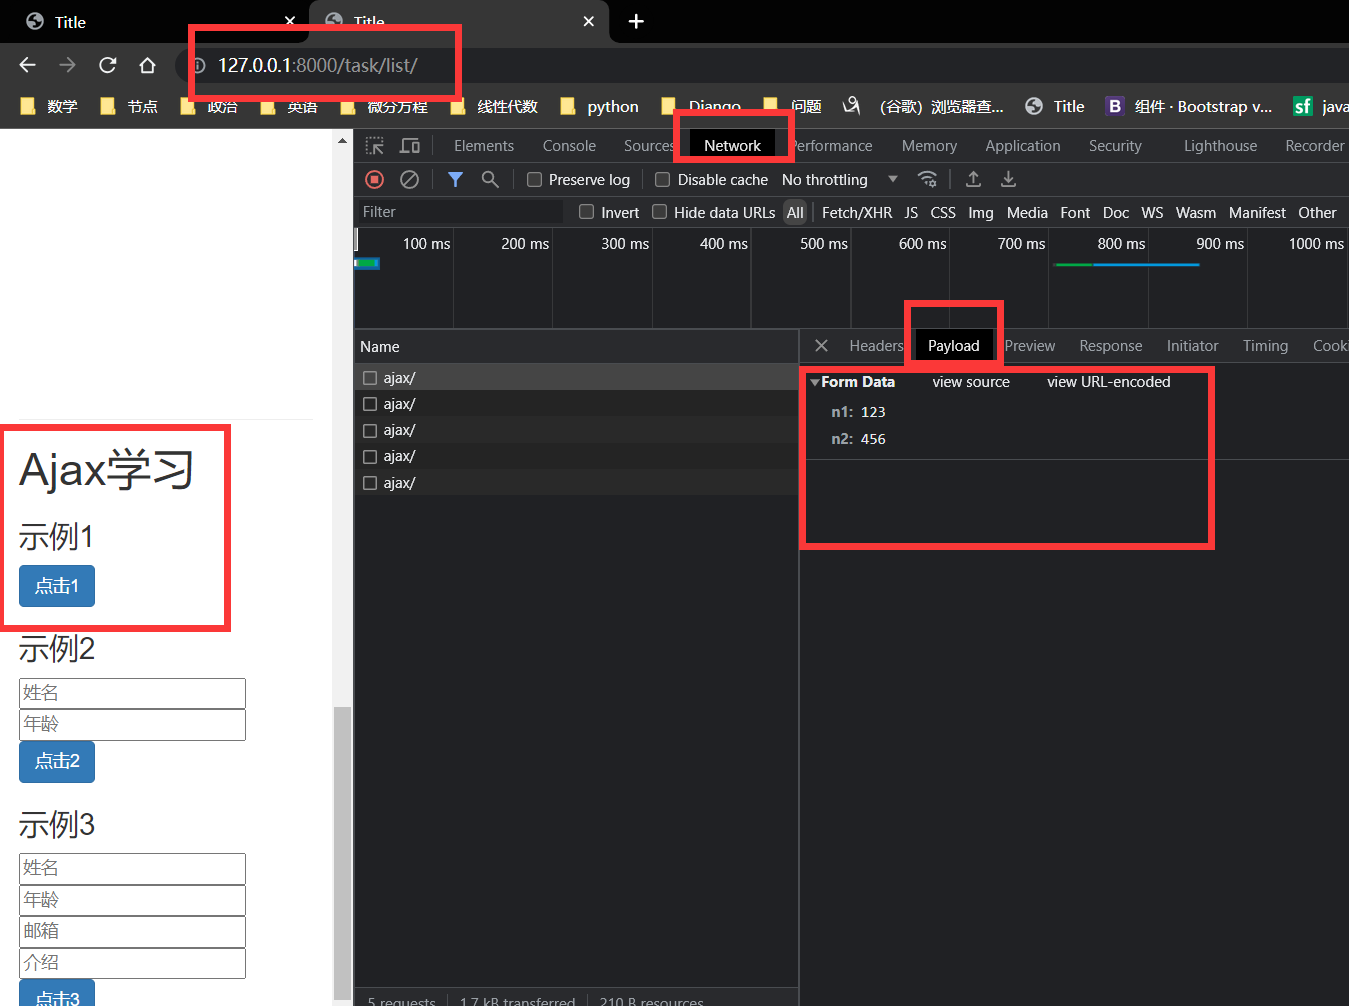 Title
Title
127.0.0.1:8000/task/list/
数学 节点 政治 英语 微分方程 线性代数 python Django 问题 （谷歌）浏览器查... Title 组件 · Bootstrap v... java
Elements Console Sources Network Performance Memory Application Security Lighthouse Recorder
Preserve log Disable cache No throttling
Filter Invert Hide data URLs All Fetch/XHR JS CSS Img Media Font Doc WS Wasm Manifest Other
100 ms 200 ms 300 ms 400 ms 500 ms 600 ms 700 ms 800 ms 900 ms 1000 ms
Name
ajax/
ajax/
ajax/
ajax/
ajax/
Headers Payload Preview Response Initiator Timing Cooki
Form Data view source view URL-encoded
n1: 123
n2: 456
5 requests 1.7 kB transferred 210 B resources
Ajax学习
示例1
点击1
示例2
姓名
年龄
点击2
示例3
姓名
年龄
邮箱
介绍
点击3